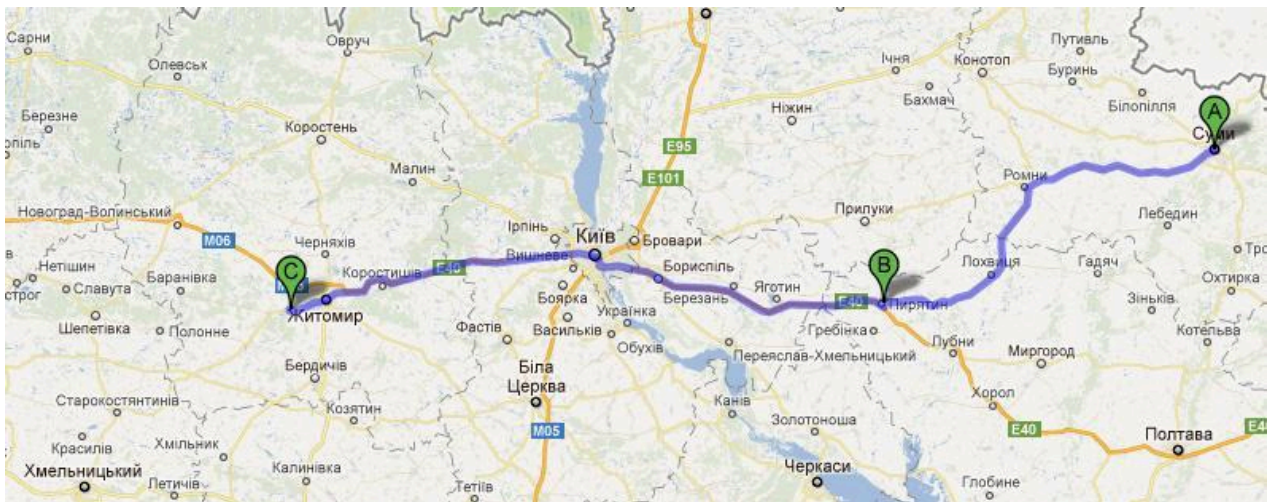 Сарни
Овруч
Путивль
Ічня
Конотоп
Олевськ
Буринь
Бахмач
Білопілля
A
Березне
Ніжин
Коростень
Суми
E95
Малин
E101
Ромни
Прилуки
Новоград-Волинський
Лебедин
Ірпінь
Київ
M06
Черняхів
Вишневе
Бровари
Нетішин
C
Коростишів
E40
B
Лохвиця
Гадяч
Баранівка
Бориспіль
Охтирка
Славута
Боярка
Березань
Яготин
E40
Пирятин
Зіньків
Житомир
Українка
Шепетівка
Полонне
Фастів
Васильків
Гребінка
Котельва
Обухів
Лубни
Переяслав-Хмельницький
Миргород
Бердичів
Біла
Церква
Канів
Хорол
Старокостянтинів
Козятин
Золотоноша
M05
E40
Полтава
Красилів
Хмільник
Хмельницький
Калинівка
Черкаси
Глобине
Летичів
Тетіїв